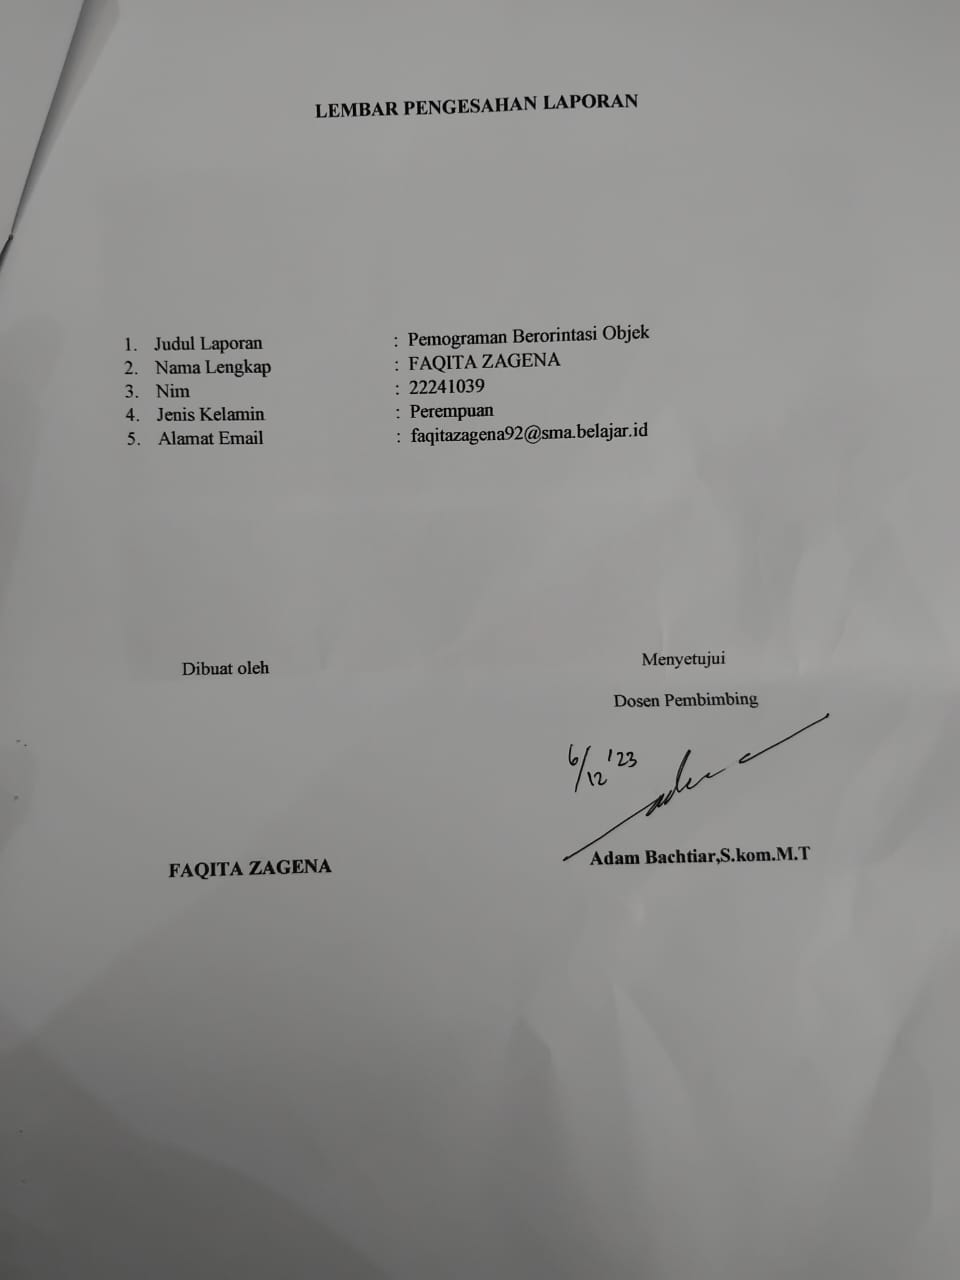 LEMBAR PENGESAHAN LAPORAN
1. Judul Laporan : Pemograman Berorintasi Objek
2. Nama Lengkap : FAQITA ZAGENA
3. Nim : 22241039
4. Jenis Kelamin : Perempuan
5. Alamat Email : faqitazagena92@sma.belajar.id
Dibuat oleh
Menyetujui
Dosen Pembimbing
6/12 '23
FAQITA ZAGENA
Adam Bachtiar,S.kom.M.T